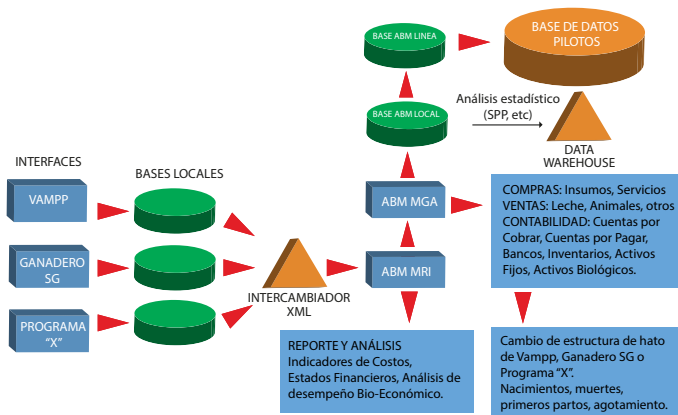 BASE ABM LINEA
BASE DE DATOS
PILOTOS
BASE ABM LOCAL
Análisis estadístico
(SPP, etc)
DATA
WAREHOUSE
INTERFACES
BASES LOCALES
VAMPP
GANADERO
SG
PROGRAMA
“X”
INTERCAMBIADOR
XML
ABM MGA
ABM MRI
COMPRAS: Insumos, Servicios
VENTAS: Leche, Animales, otros
CONTABILIDAD: Cuentas por
Cobrar, Cuentas por Pagar,
Bancos, Inventarios, Activos
Fijos, Activos Biológicos.
REPORTE Y ANÁLISIS
Indicadores de Costos,
Estados Financieros, Análisis de
desempeño Bio-Económico.
Cambio de estructura de hato
de Vampp, Ganadero SG o
Programa “X”.
Nacimientos, muertes,
primeros partos, agotamiento.